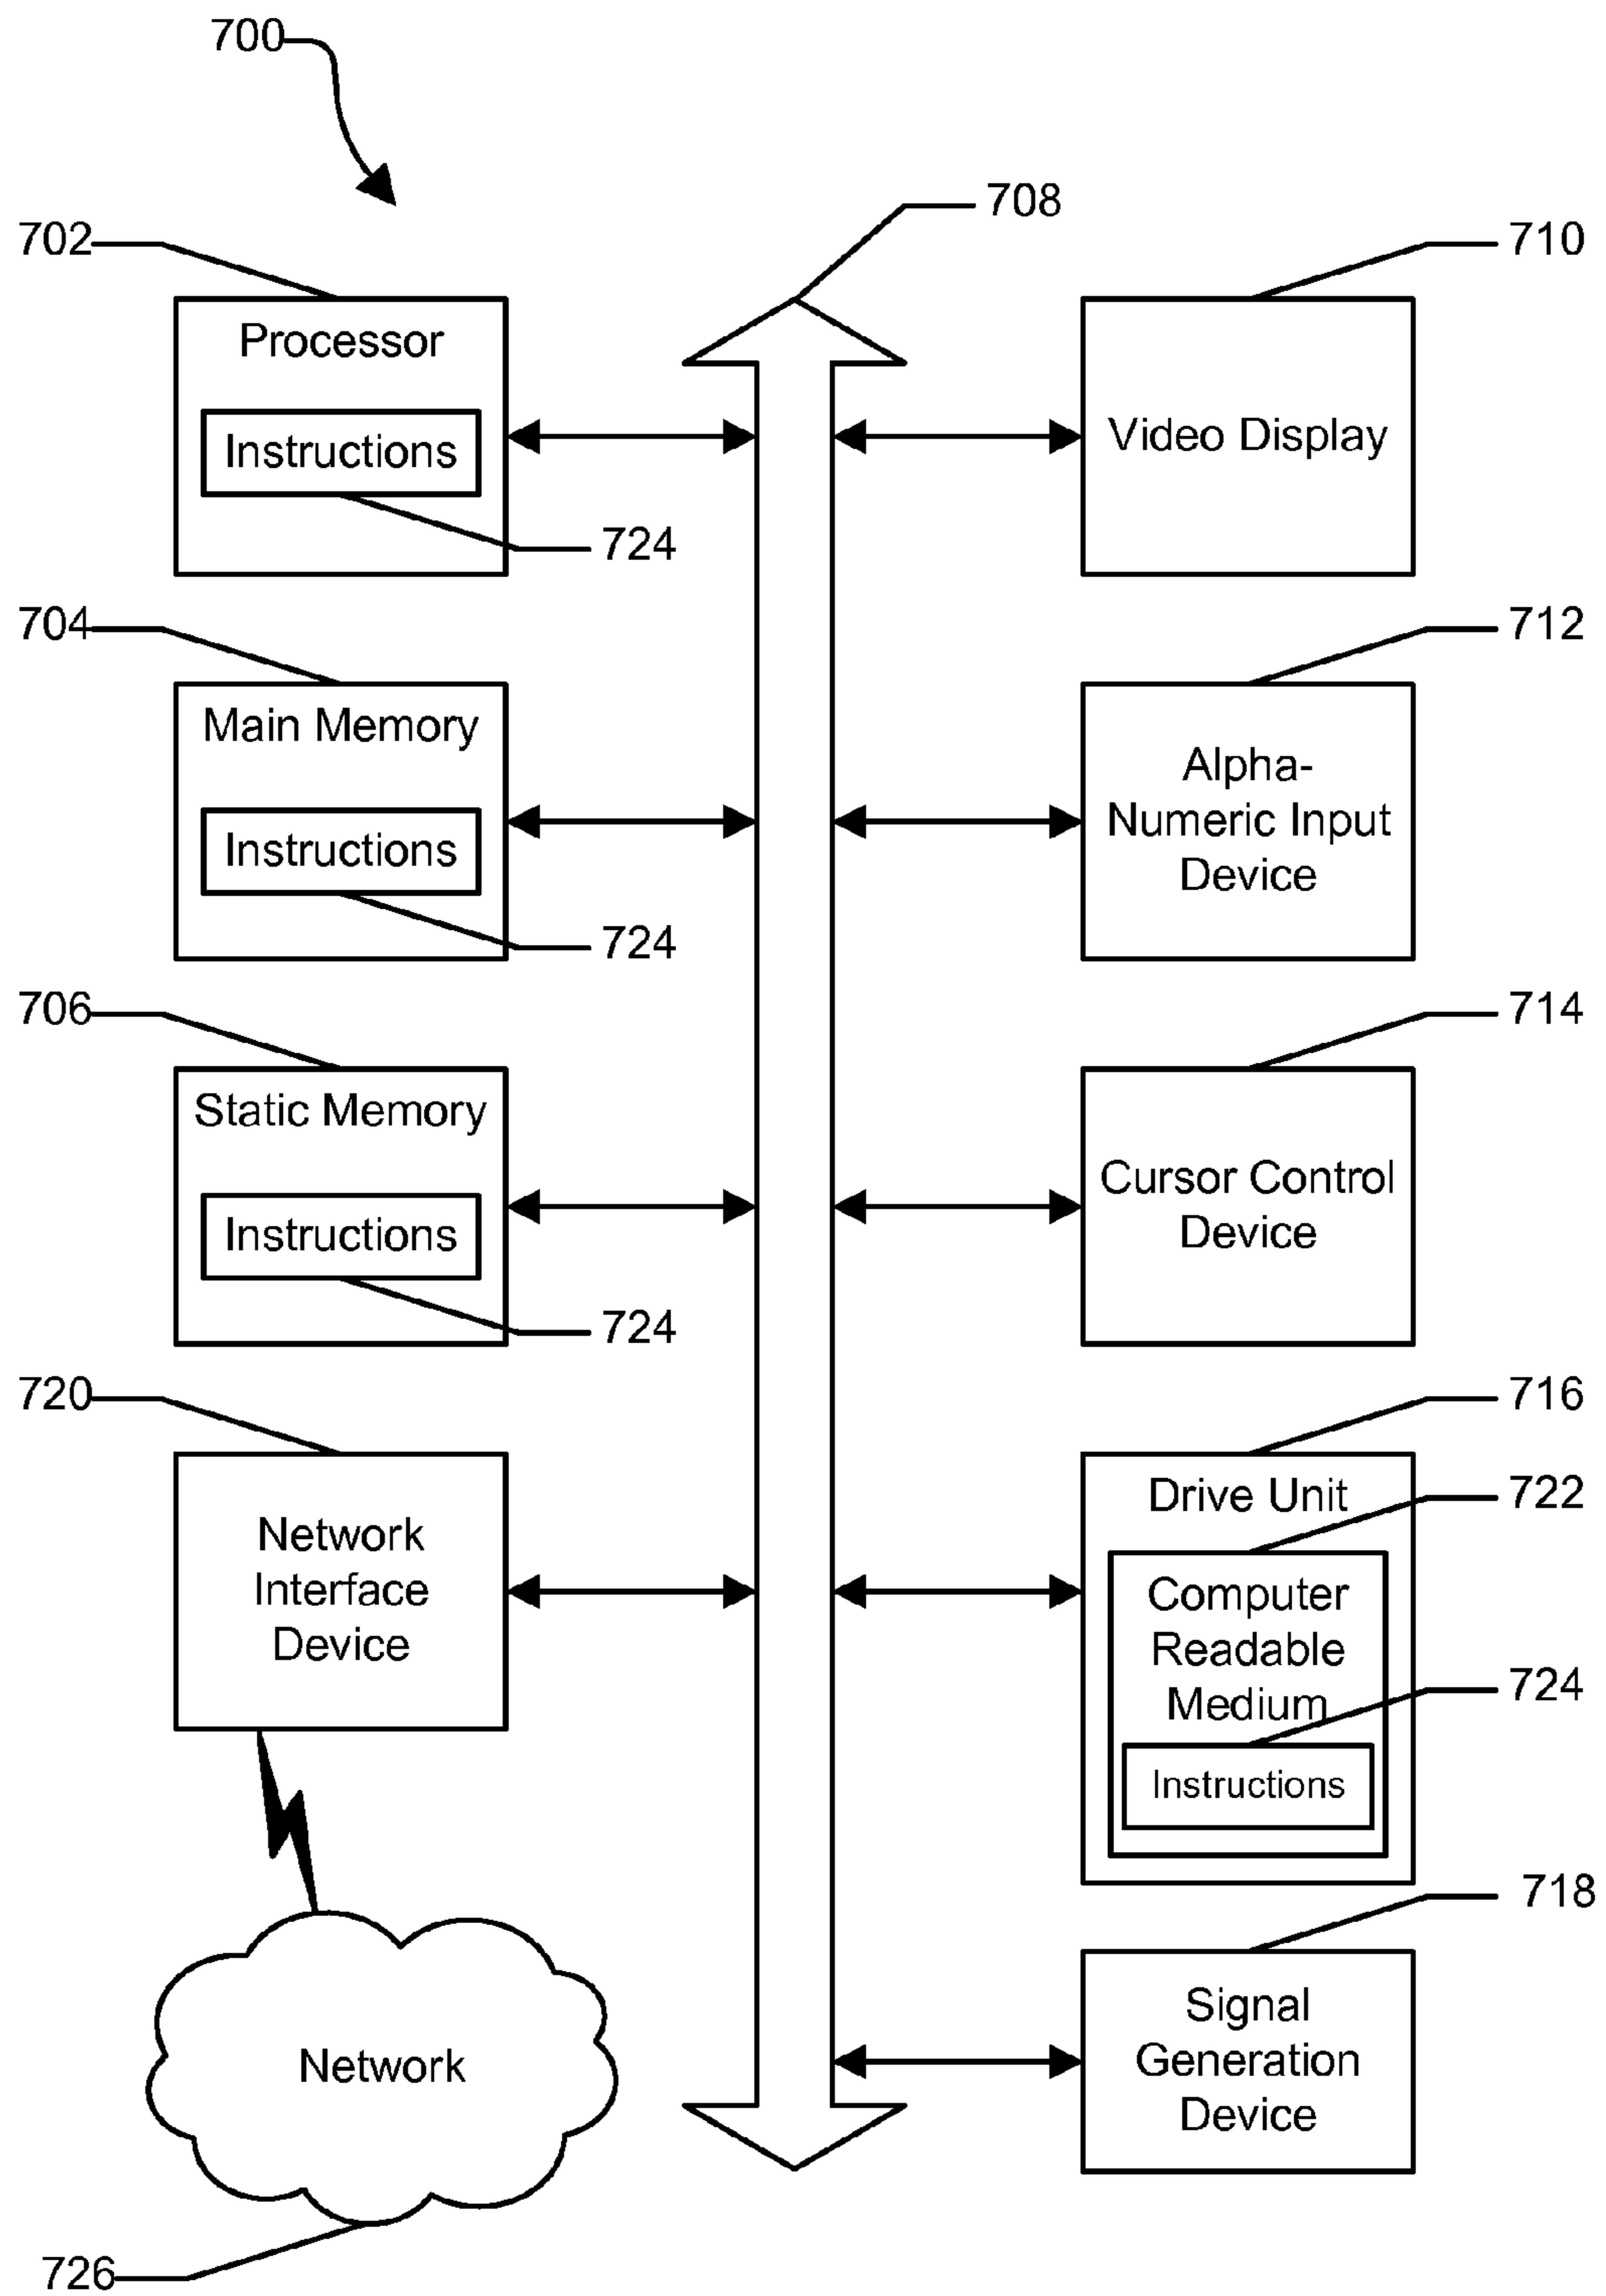 700
708
702
710
Processor
Instructions
724
Video Display
704
712
Main Memory
Instructions
724
Alpha-
Numeric Input
Device
706
714
Static Memory
Instructions
724
Cursor Control
Device
720
716
Network
Interface
Device
Drive Unit
722
Computer
Readable
Medium
724
Instructions
718
Signal
Generation
Device
Network
726